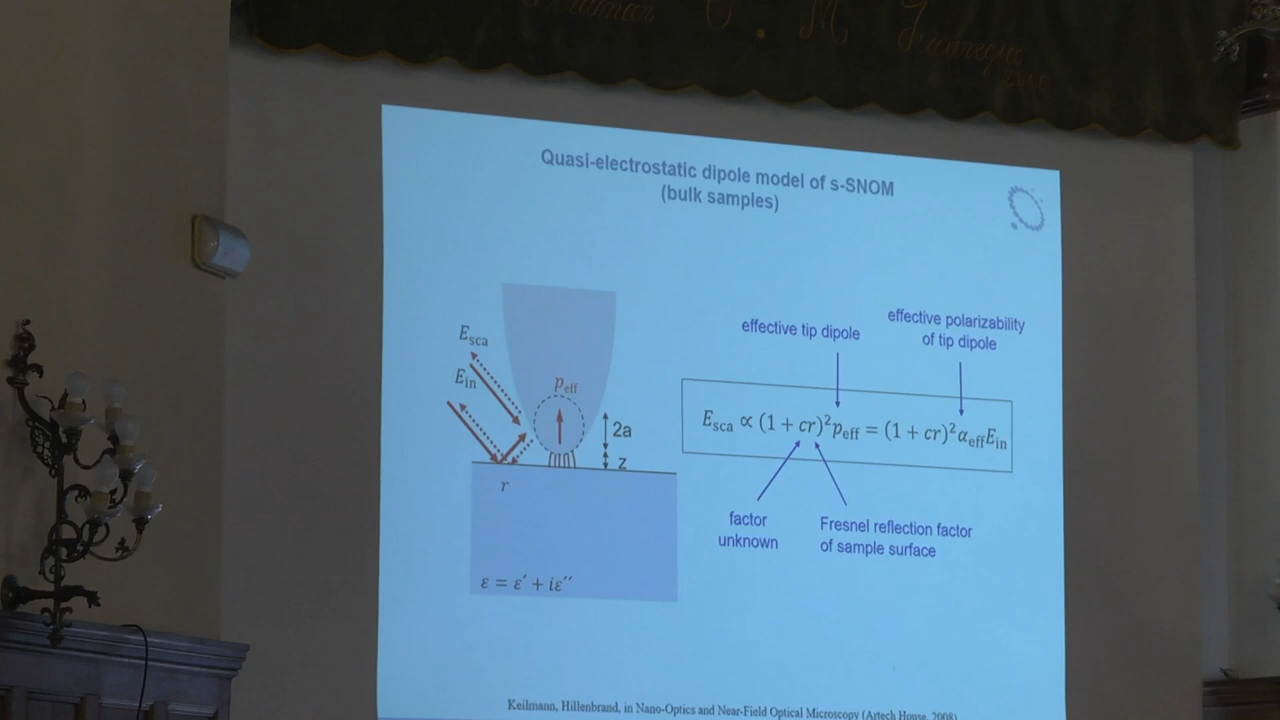 Quasi-electrostatic dipole model of s-SNOM
(bulk samples)
E_sca
E_in
p_eff
2a
z
r
ε = ε′ + iε″
effective tip dipole
effective polarizability
of tip dipole
E_sca ∝ (1 + cr)²p_eff = (1 + cr)²α_eff E_in
factor
unknown
Fresnel reflection factor
of sample surface
Keilmann, Hillenbrand, in Nano-Optics and Near-Field Optical Microscopy (Artech House, 2008)